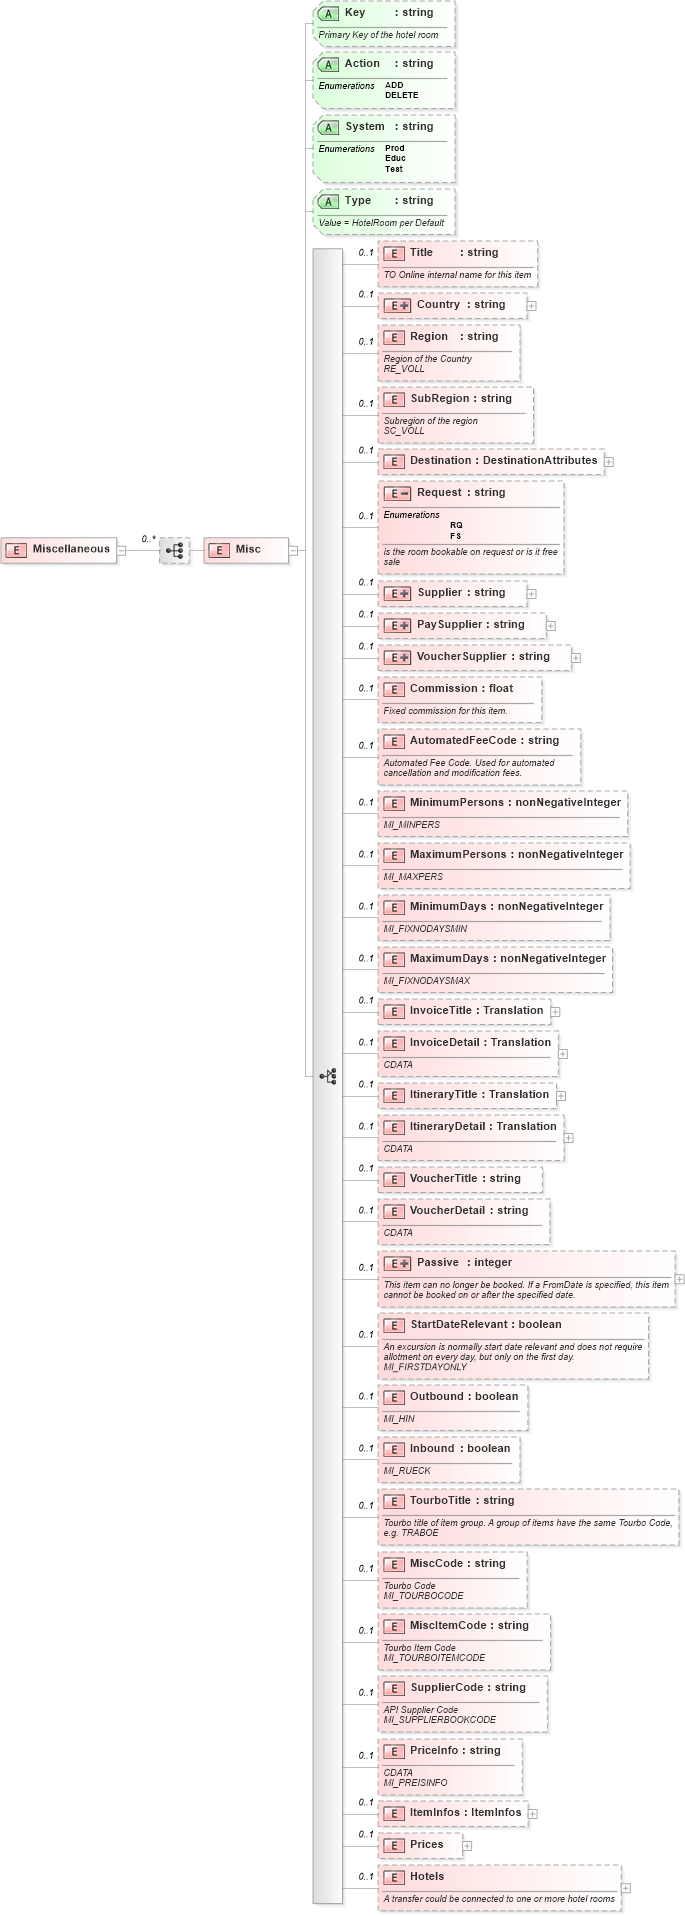 A Key : string
Primary Key of the hotel room
A Action : string
Enumerations ADD
DELETE
A System : string
Enumerations Prod
Educ
Test
A Type : string
Value = HotelRoom per Default
0..1 E Title : string
TO Online internal name for this item
0..1 E Country : string
0..1 E Region : string
Region of the Country
RE_VOLL
0..1 E SubRegion : string
Subregion of the region
SC_VOLL
0..1 E Destination : DestinationAttributes
0..1 E Request : string
Enumerations
RQ
FS
is the room bookable on request or is it free
sale
E Miscellaneous 0..* E Misc
0..1 E Supplier : string
0..1 E PaySupplier : string
0..1 E VoucherSupplier : string
0..1 E Commission : float
Fixed commission for this item.
0..1 E AutomatedFeeCode : string
Automated Fee Code. Used for automated
cancellation and modification fees.
0..1 E MinimumPersons : nonNegativeInteger
MI_MINPERS
0..1 E MaximumPersons : nonNegativeInteger
MI_MAXPERS
0..1 E MinimumDays : nonNegativeInteger
MI_FIXNODAYSMIN
0..1 E MaximumDays : nonNegativeInteger
MI_FIXNODAYSMAX
0..1 E InvoiceTitle : Translation
0..1 E InvoiceDetail : Translation
CDATA
0..1 E ItineraryTitle : Translation
0..1 E ItineraryDetail : Translation
CDATA
0..1 E VoucherTitle : string
0..1 E VoucherDetail : string
CDATA
0..1 E Passive : integer
This item can no longer be booked. If a FromDate is specified, this item
cannot be booked on or after the specified date.
0..1 E StartDateRelevant : boolean
An excursion is normally start date relevant and does not require
allotment on every day, but only on the first day.
MI_FIRSTDAYONLY
0..1 E Outbound : boolean
MI_HIN
0..1 E Inbound : boolean
MI_RUECK
0..1 E TourboTitle : string
Tourbo title of item group. A group of items have the same Tourbo Code,
e.g. TRABOE
0..1 E MiscCode : string
Tourbo Code
MI_TOURBOCODE
0..1 E MiscItemCode : string
Tourbo Item Code
MI_TOURBOITEMCODE
0..1 E SupplierCode : string
API Supplier Code
MI_SUPPLIERBOOKCODE
0..1 E PriceInfo : string
CDATA
MI_PREISINFO
0..1 E ItemInfos : ItemInfos
0..1 E Prices
0..1 E Hotels
A transfer could be connected to one or more hotel rooms